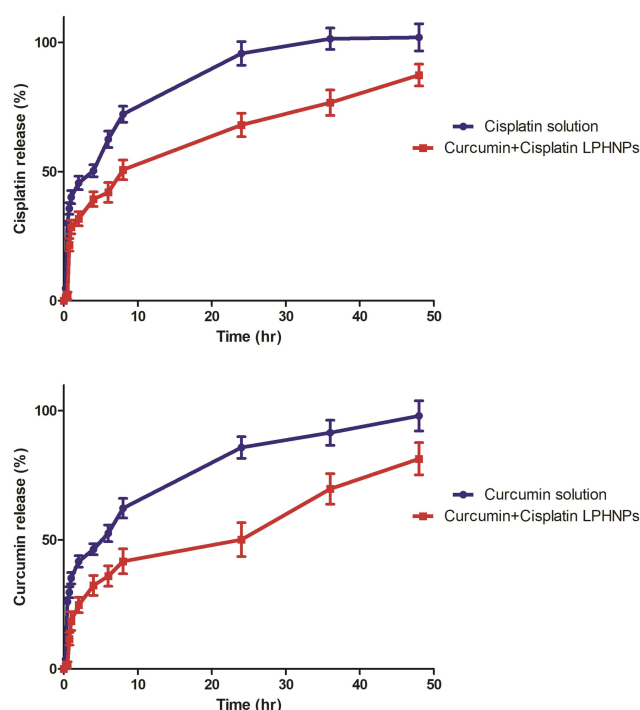 100
50
0
0
10
20
30
40
50
Cisplatin release (%)
Time (hr)
Cisplatin solution
Curcumin+Cisplatin LPHNPs
100
50
0
0
10
20
30
40
50
Curcumin release (%)
Time (hr)
Curcumin solution
Curcumin+Cisplatin LPHNPs